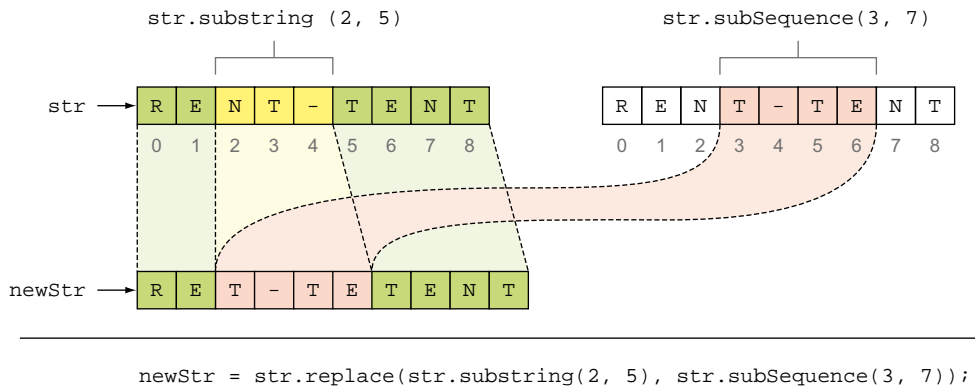 str.substring (2, 5)
str.subSequence(3, 7)
str R E N T - T E N T
R E N T - T E N T
0 1 2 3 4 5 6 7 8
0 1 2 3 4 5 6 7 8
newStr R E T - T E T E N T
newStr = str.replace(str.substring(2, 5), str.subSequence(3, 7));